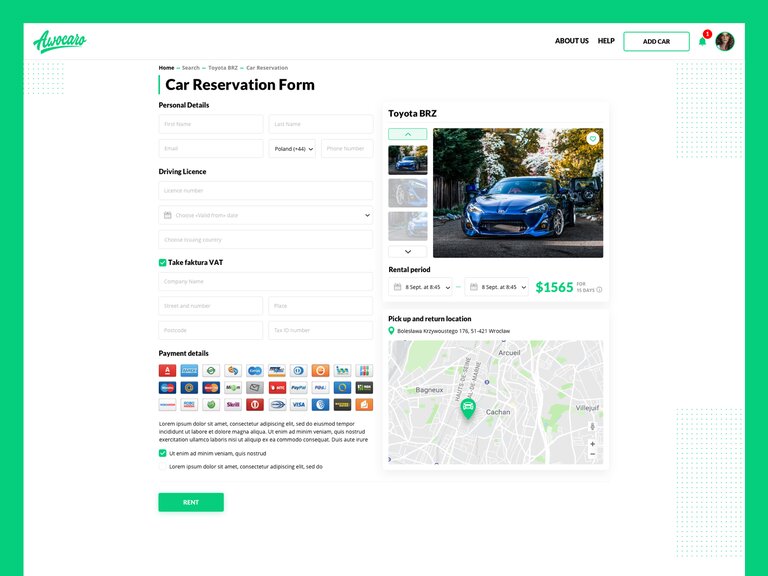 Awocaro
ABOUT US
HELP
ADD CAR
1
Home — Search — Toyota BRZ — Car Reservation
Car Reservation Form
Personal Details
First Name
Last Name
Email
Poland (+44)
Phone Number
Driving Licence
Licence number
Choose «Valid from» date
Choose issuing country
Take faktura VAT
Company Name
Street and number
Place
Postcode
Tax ID number
Payment details
PayPal
Skrill
VISA
Lorem ipsum dolor sit amet, consectetur adipiscing elit, sed do eiusmod tempor
incididunt ut labore et dolore magna aliqua. Ut enim ad minim veniam, quis nostrud
exercitation ullamco laboris nisi ut aliquip ex ea commodo consequat. Duis aute irure
Ut enim ad minim veniam, quis nostrud
Lorem ipsum dolor sit amet, consectetur adipiscing elit, sed do
RENT
Toyota BRZ
Rental period
8 Sept. at 8:45
8 Sept. at 8:45
$1565
FOR
15 DAYS
Pick up and return location
Bolesława Krzywoustego 176, 51-421 Wrocław
Arcueil
HAUTS-DE-SEINE
VAL-DE-MARNE
Bagneux
Cachan
Villejuif
+
−